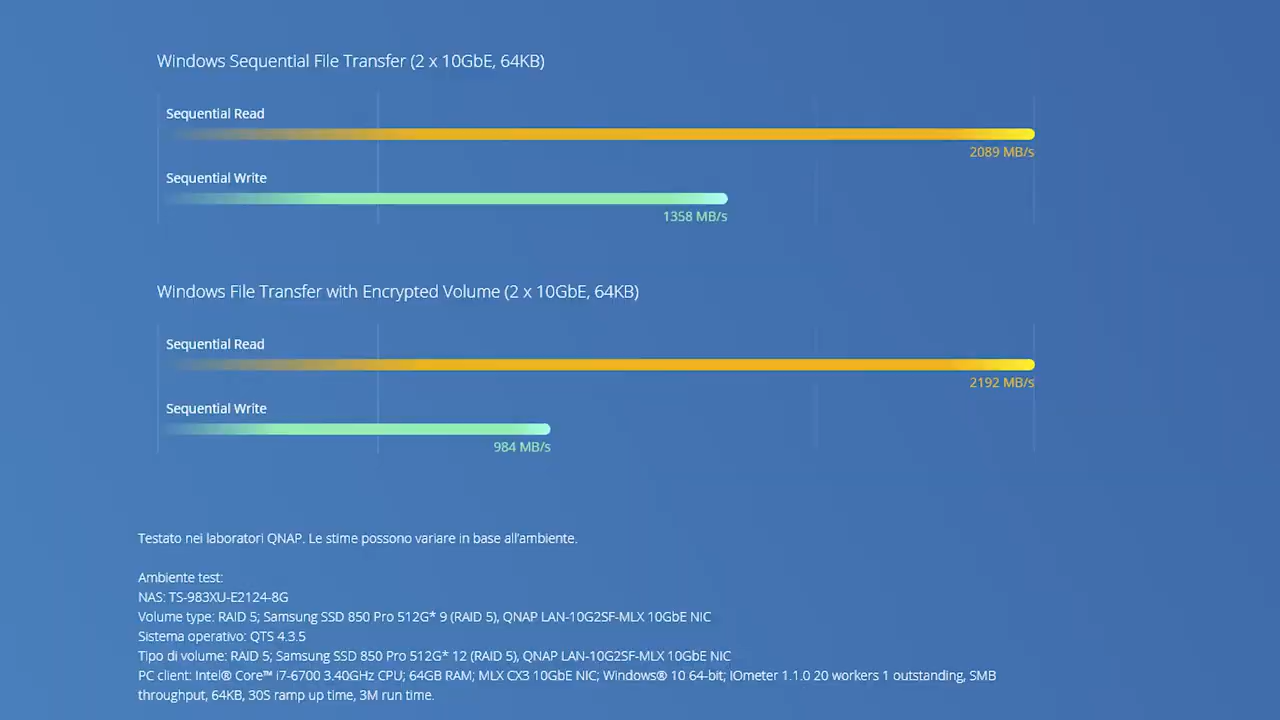 Windows Sequential File Transfer (2 x 10GbE, 64KB)
Sequential Read
2089 MB/s
Sequential Write
1358 MB/s
Windows File Transfer with Encrypted Volume (2 x 10GbE, 64KB)
Sequential Read
2192 MB/s
Sequential Write
984 MB/s
Testato nei laboratori QNAP. Le stime possono variare in base all'ambiente.
Ambiente test:
NAS: TS-983XU-E2124-8G
Volume type: RAID 5; Samsung SSD 850 Pro 512G* 9 (RAID 5), QNAP LAN-10G2SF-MLX 10GbE NIC
Sistema operativo: QTS 4.3.5
Tipo di volume: RAID 5; Samsung SSD 850 Pro 512G* 12 (RAID 5), QNAP LAN-10G2SF-MLX 10GbE NIC
PC client: Intel® Core™ i7-6700 3.40GHz CPU; 64GB RAM; MLX CX3 10GbE NIC; Windows® 10 64-bit; IOmeter 1.1.0 20 workers 1 outstanding, SMB
throughput, 64KB, 30S ramp up time, 3M run time.